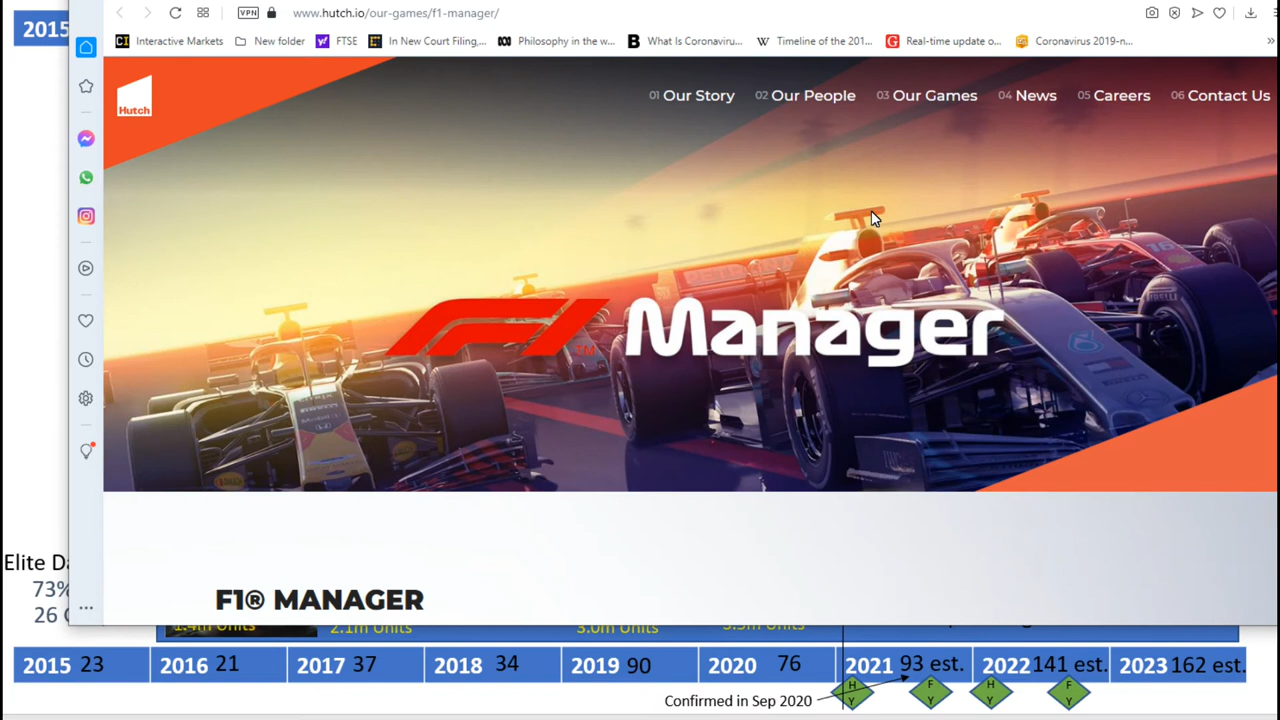 2015
VPN
www.hutch.io/our-games/f1-manager/
Interactive Markets
New folder
FTSE
In New Court Filing,...
Philosophy in the w...
What Is Coronaviru...
Timeline of the 201...
Real-time update o...
Coronavirus 2019-n...
Hutch
01 Our Story
02 Our People
03 Our Games
04 News
05 Careers
06 Contact Us
F1 Manager
F1® MANAGER
Elite Da
73%
26
1.4m Units
2.1m Units
3.0m Units
2015 23
2016 21
2017 37
2018 34
2019 90
2020 76
2021 93 est.
2022 141 est.
2023 162 est.
Confirmed in Sep 2020
H Y
F Y
H Y
F Y